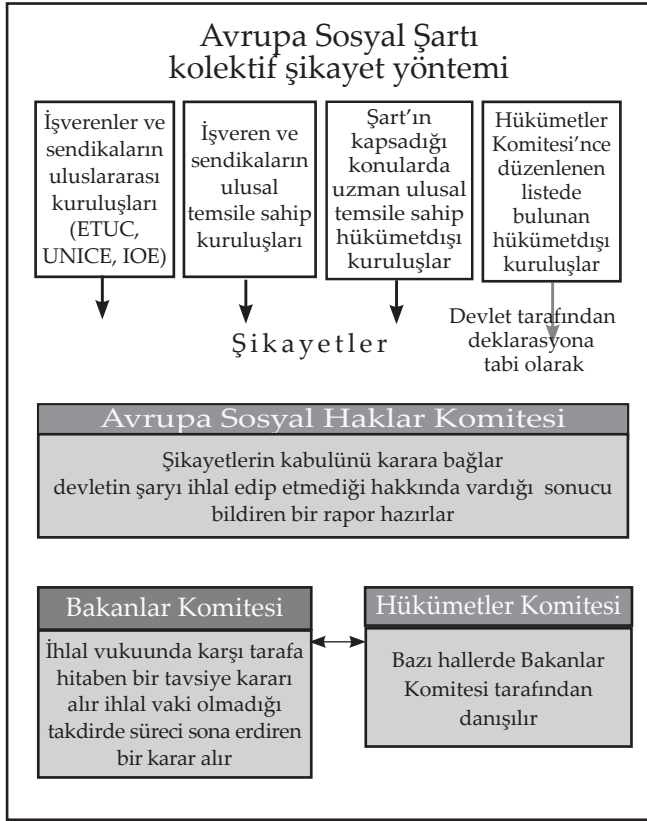 Avrupa Sosyal Şartı
kolektif şikayet yöntemi
İşverenler ve
sendikaların
uluslararası
kuruluşları
(ETUC,
UNICE, IOE)
İşveren ve
sendikaların
ulusal
temsile sahip
kuruluşları
Şart'ın
kapsadığı
konularda
uzman ulusal
temsile sahip
hükümetdışı
kuruluşlar
Hükümetler
Komitesi'nce
düzenlenen
listede
bulunan
hükümetdışı
kuruluşlar
Şikayetler
Devlet tarafından
deklarasyona
tabi olarak
Avrupa Sosyal Haklar Komitesi
Şikayetlerin kabulünü karara bağlar
devletin şaryı ihlal edip etmediği hakkında vardığı sonucu
bildiren bir rapor hazırlar
Bakanlar Komitesi
İhlal vukuunda karşı tarafa
hitaben bir tavsiye kararı
alır ihlal vaki olmadığı
takdirde süreci sona erdiren
bir karar alır
Hükümetler Komitesi
Bazı hallerde Bakanlar
Komitesi tarafından
danışılır